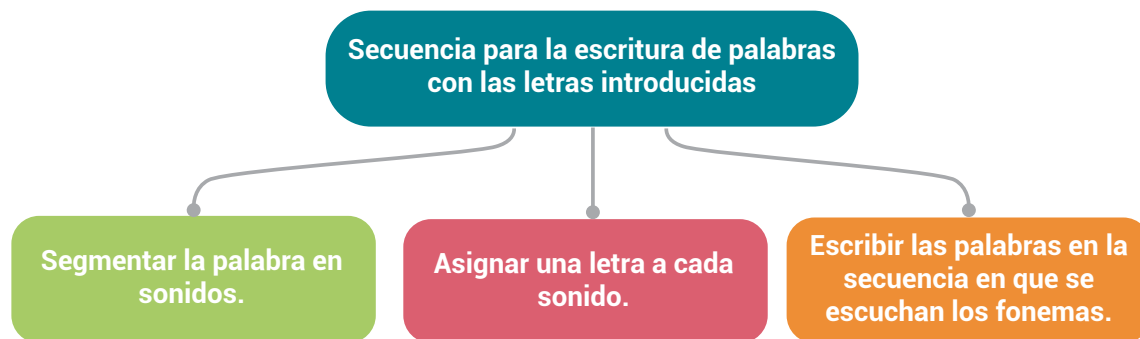 Secuencia para la escritura de palabras
con las letras introducidas
Segmentar la palabra en
sonidos.
Asignar una letra a cada
sonido.
Escribir las palabras en la
secuencia en que se
escuchan los fonemas.